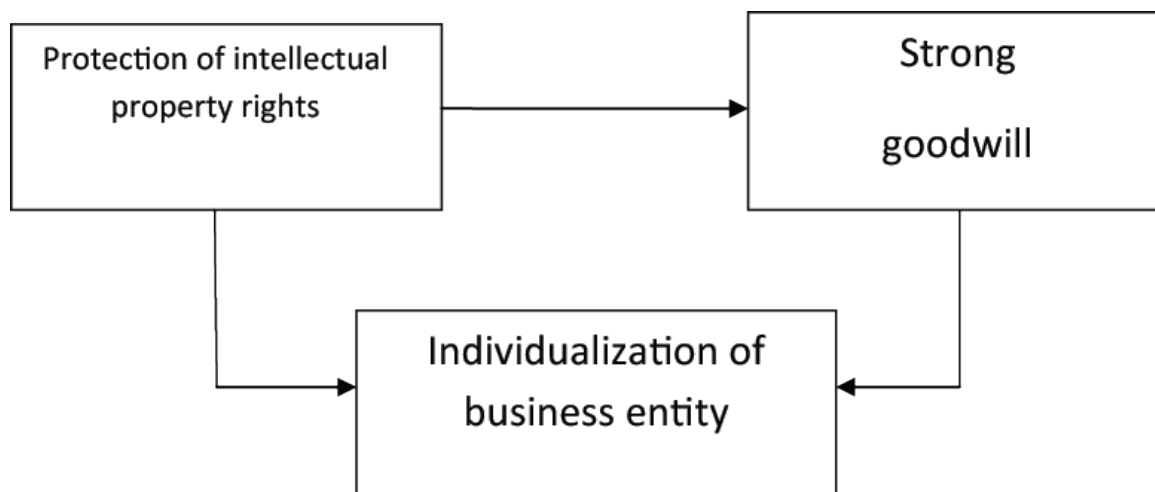 Protection of intellectual
property rights
Strong
goodwill
Individualization of
business entity